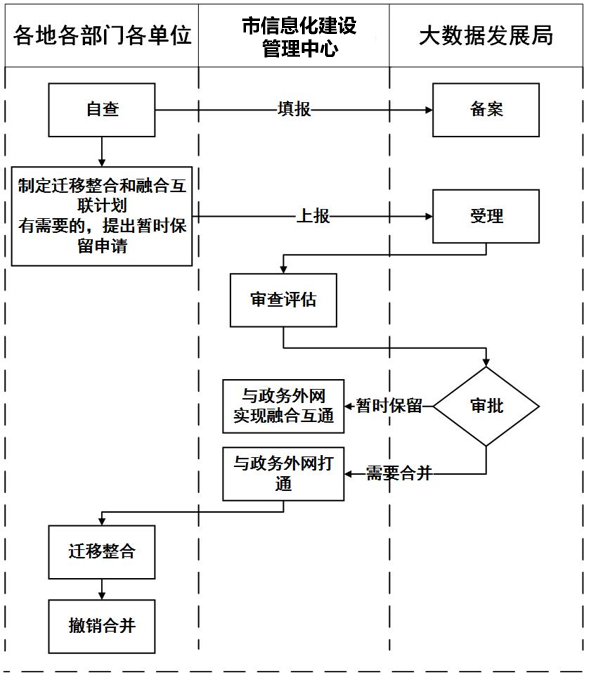 各地各部门各单位
市信息化建设
管理中心
大数据发展局
自查
填报
备案
制定迁移整合和融合互
联计划
有需要的，提出暂时保
留申请
上报
受理
审查评估
审批
与政务外网
实现融合互通
暂时保留
与政务外网打
通
需要合并
迁移整合
撤销合并